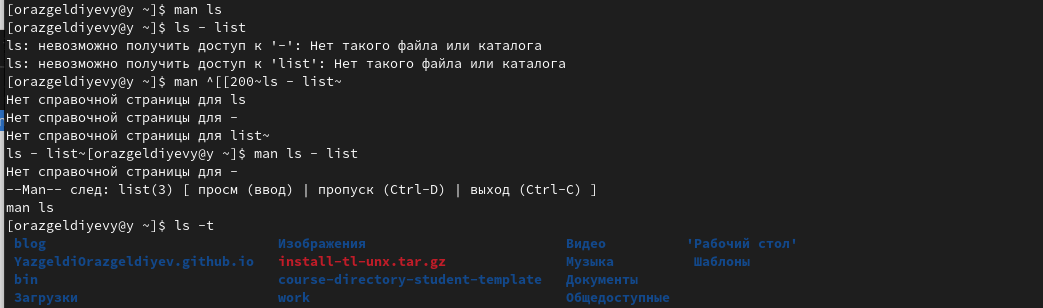 [orazgeldiyevy@y ~]$ man ls
[orazgeldiyevy@y ~]$ ls - list
ls: невозможно получить доступ к '-': Нет такого файла или каталога
ls: невозможно получить доступ к 'list': Нет такого файла или каталога
[orazgeldiyevy@y ~]$ man ^[[200~ls - list~
Нет справочной страницы для ls
Нет справочной страницы для -
Нет справочной страницы для list~
ls - list~[orazgeldiyevy@y ~]$ man ls - list
Нет справочной страницы для -
--Man-- след: list(3) [ просм (ввод) | пропуск (Ctrl-D) | выход (Ctrl-C) ]
man ls
[orazgeldiyevy@y ~]$ ls -t
blog Изображения Видео 'Рабочий стол'
YazgeldiOrazgeldiyev.github.io install-tl-unx.tar.gz Музыка Шаблоны
bin course-directory-student-template Документы
Загрузки work Общедоступные